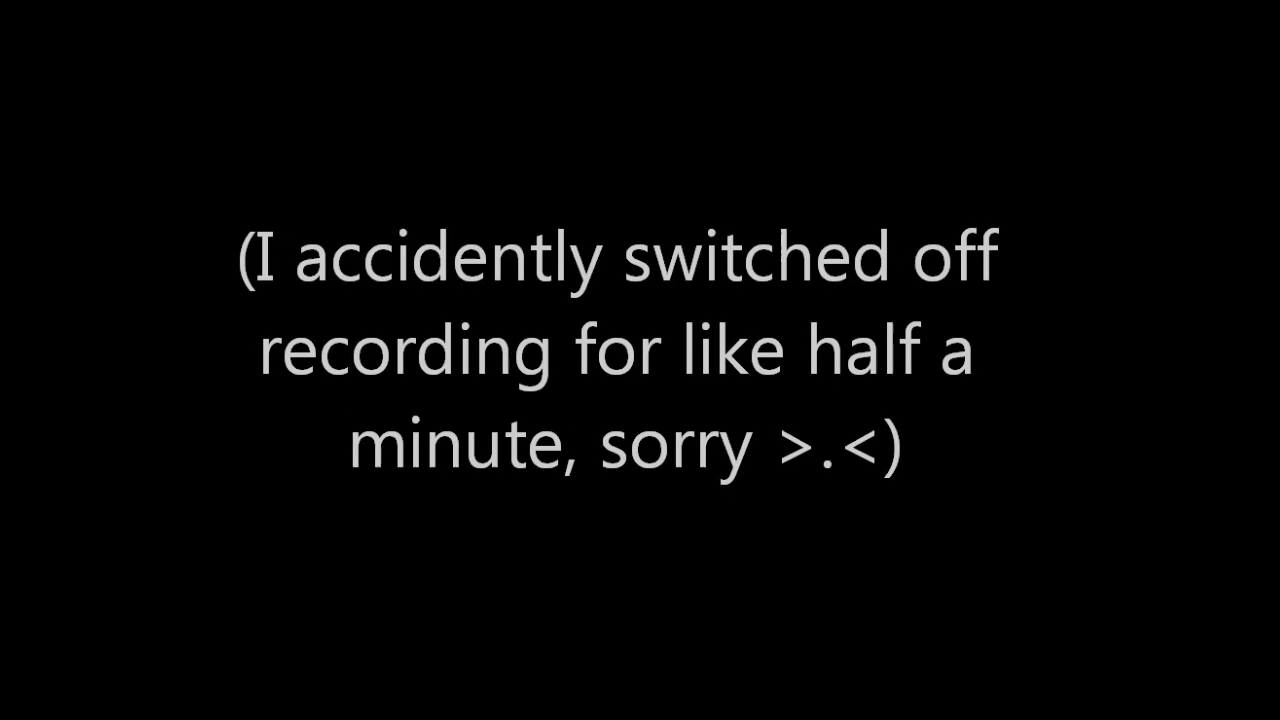 (I accidently switched off
recording for like half a
minute, sorry >.<)